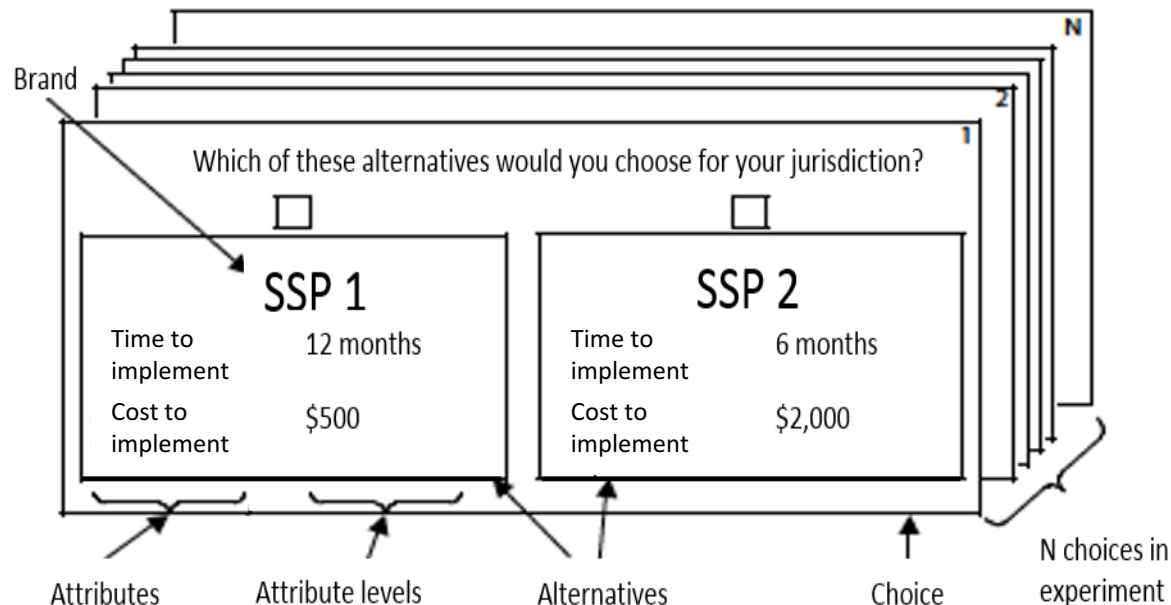 N
Brand
2
1
Which of these alternatives would you choose for your jurisdiction?
SSP 1
Time to
implement
12 months
Cost to
implement
$500
SSP 2
Time to
implement
6 months
Cost to
implement
$2,000
Attributes
Attribute levels
Alternatives
Choice
N choices in
experiment